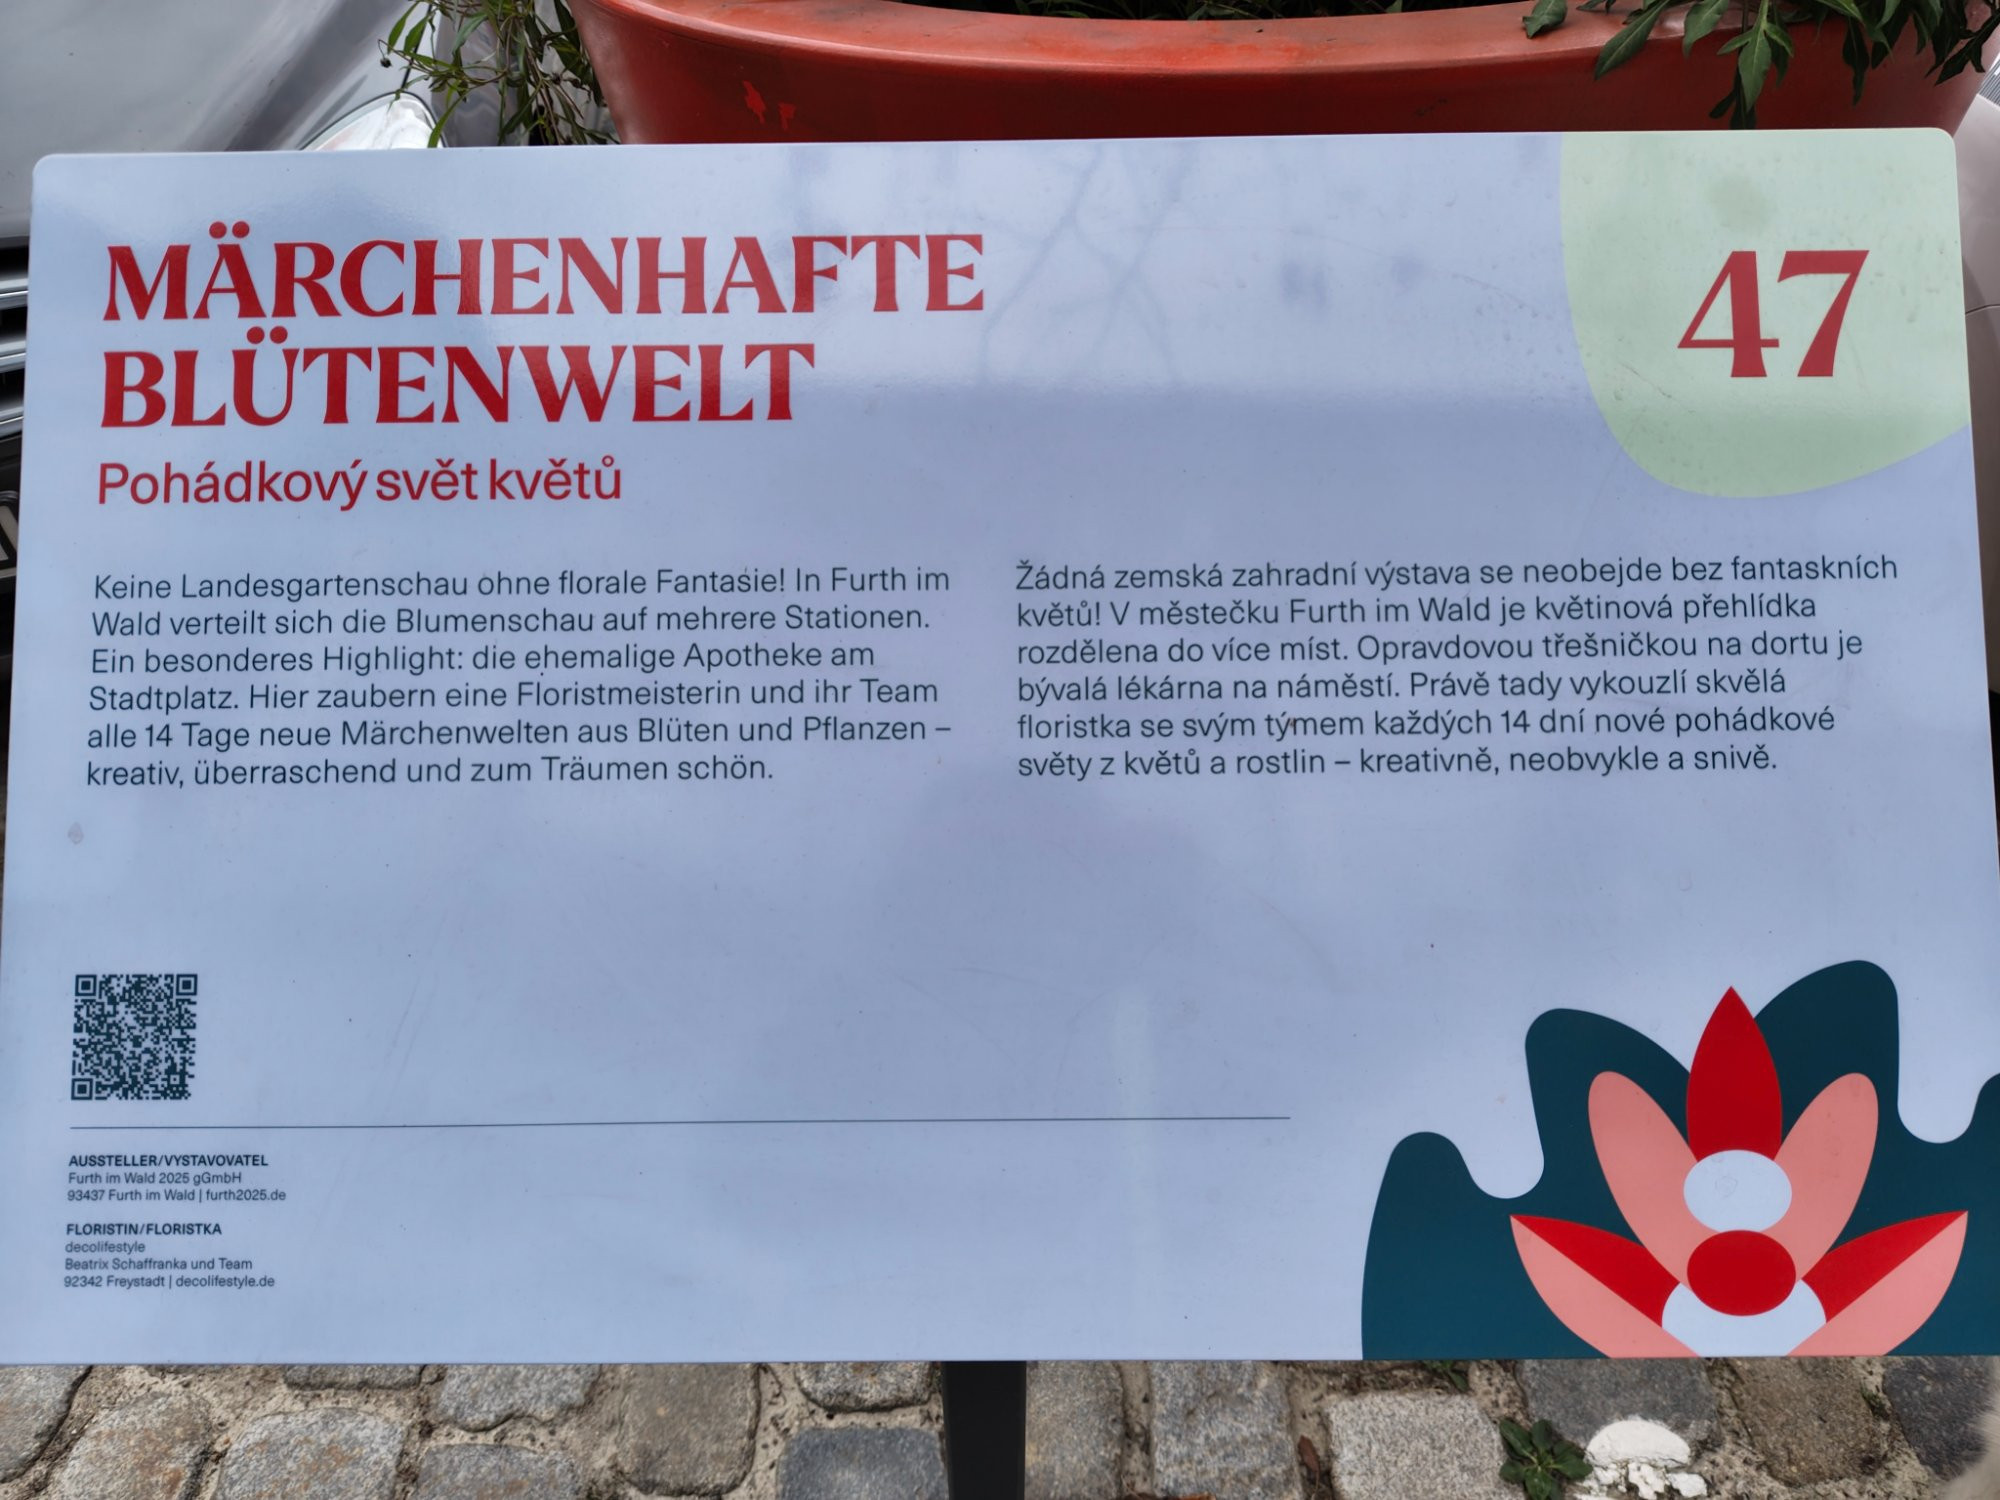 MÄRCHENHAFTE
BLÜTENWELT
Pohádkový svět květů
47
Keine Landesgartenschau ohne florale Fantasie! In Furth im
Wald verteilt sich die Blumenschau auf mehrere Stationen.
Ein besonderes Highlight: die ehemalige Apotheke am
Stadtplatz. Hier zaubern eine Floristmeisterin und ihr Team
alle 14 Tage neue Märchenwelten aus Blüten und Pflanzen –
kreativ, überraschend und zum Träumen schön.
Žádná zemská zahradní výstava se neobejde bez fantaskních
květů! V městečku Furth im Wald je květinová přehlídka
rozdělena do více míst. Opravdovou třešničkou na dortu je
bývalá lékárna na náměstí. Právě tady vykouzlí skvělá
floristka se svým týmem každých 14 dní nové pohádkové
světy z květů a rostlin – kreativně, neobvykle a snivě.
AUSSTELLER/VYSTAVOVATEL
Furth im Wald 2025 gGmbH
93437 Furth im Wald | furth2025.de
FLORISTIN/FLORISTKA
decolifestyle
Beatrix Schaffranka und Team
92342 Freystadt | decolifestyle.de